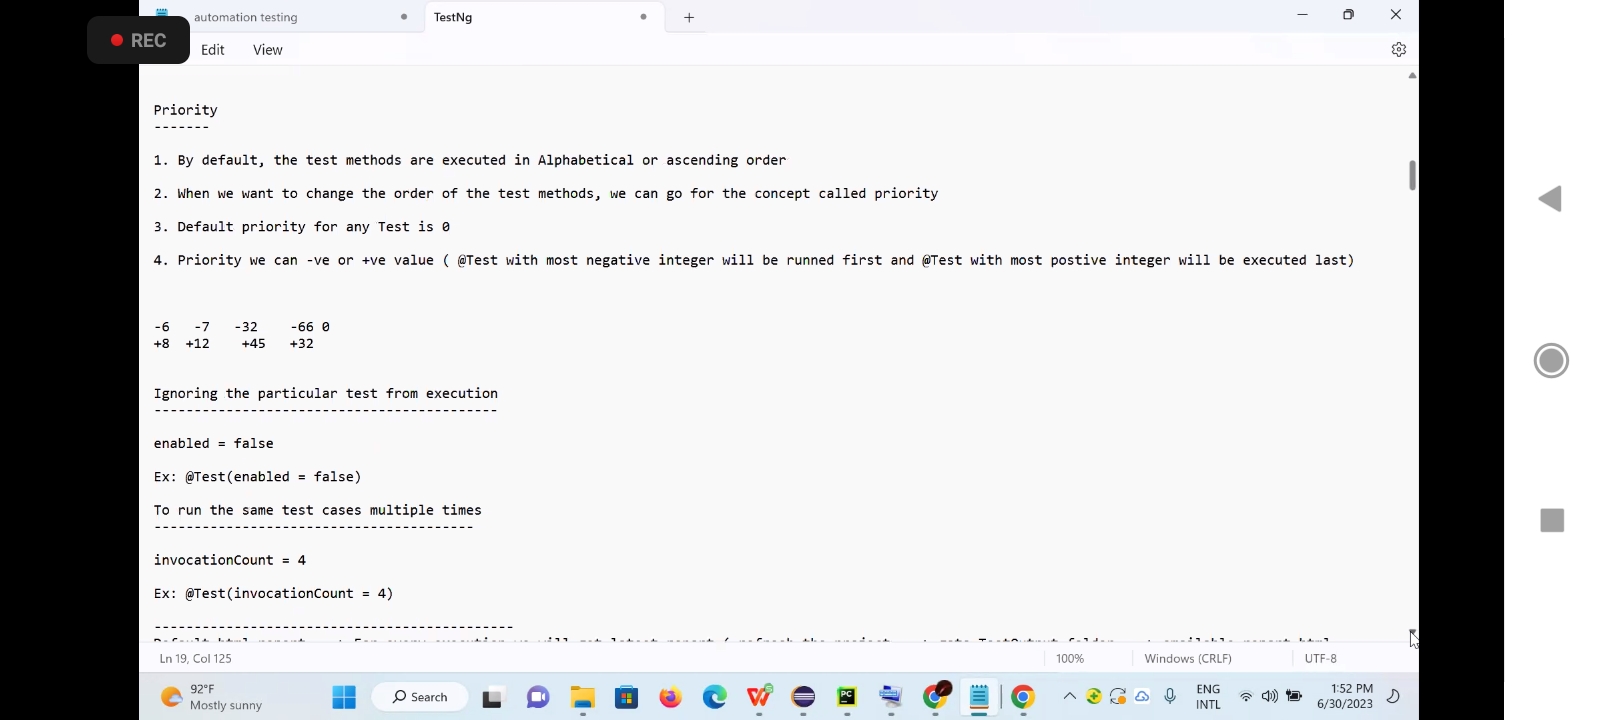 automation testing
TestNg
REC
Edit
View
Priority
-------
1. By default, the test methods are executed in Alphabetical or ascending order
2. When we want to change the order of the test methods, we can go for the concept called priority
3. Default priority for any Test is 0
4. Priority we can -ve or +ve value ( @Test with most negative integer will be runned first and @Test with most postive integer will be executed last)
-6 -7 -32 -66 0
+8 +12 +45 +32
Ignoring the particular test from execution
-------------------------------------------
enabled = false
Ex: @Test(enabled = false)
To run the same test cases multiple times
----------------------------------------
invocationCount = 4
Ex: @Test(invocationCount = 4)
---------------------------------------------
Ln 19, Col 125
100%
Windows (CRLF)
UTF-8
92°F
Mostly sunny
Search
ENG
INTL
1:52 PM
6/30/2023